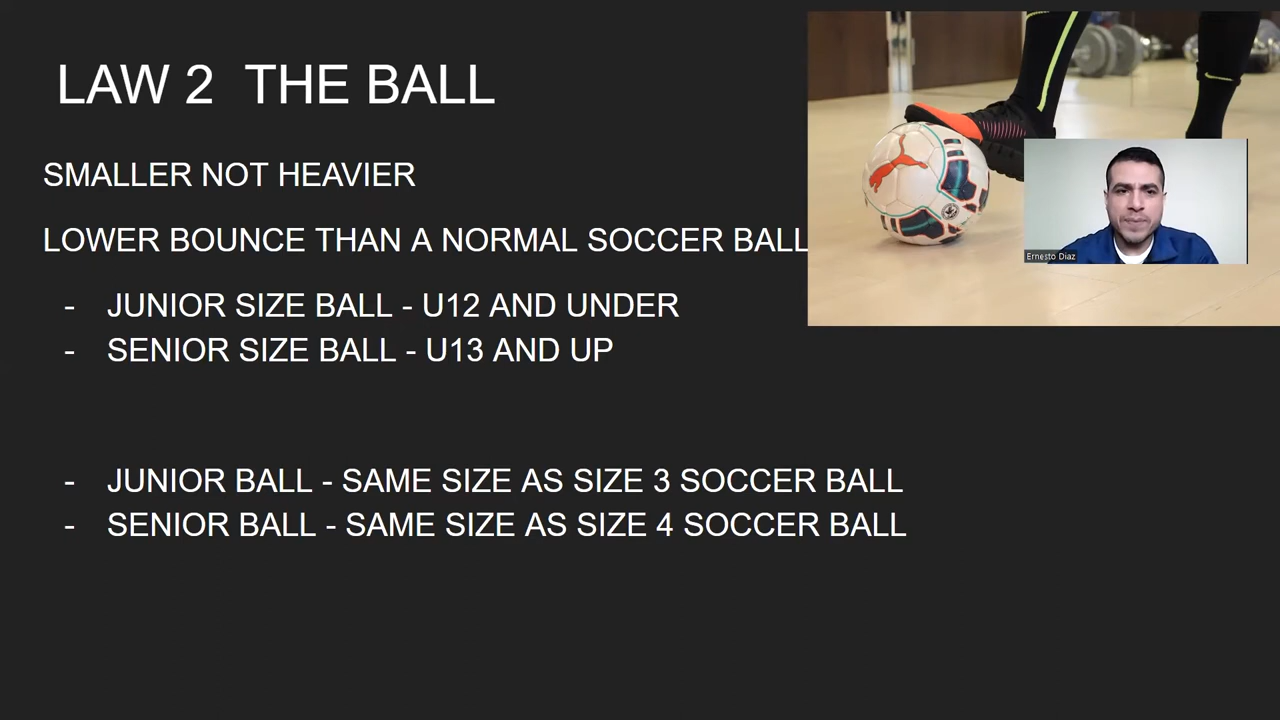 LAW 2 THE BALL
SMALLER NOT HEAVIER
LOWER BOUNCE THAN A NORMAL SOCCER BALL
- JUNIOR SIZE BALL - U12 AND UNDER
- SENIOR SIZE BALL - U13 AND UP
- JUNIOR BALL - SAME SIZE AS SIZE 3 SOCCER BALL
- SENIOR BALL - SAME SIZE AS SIZE 4 SOCCER BALL
Ernesto Diaz